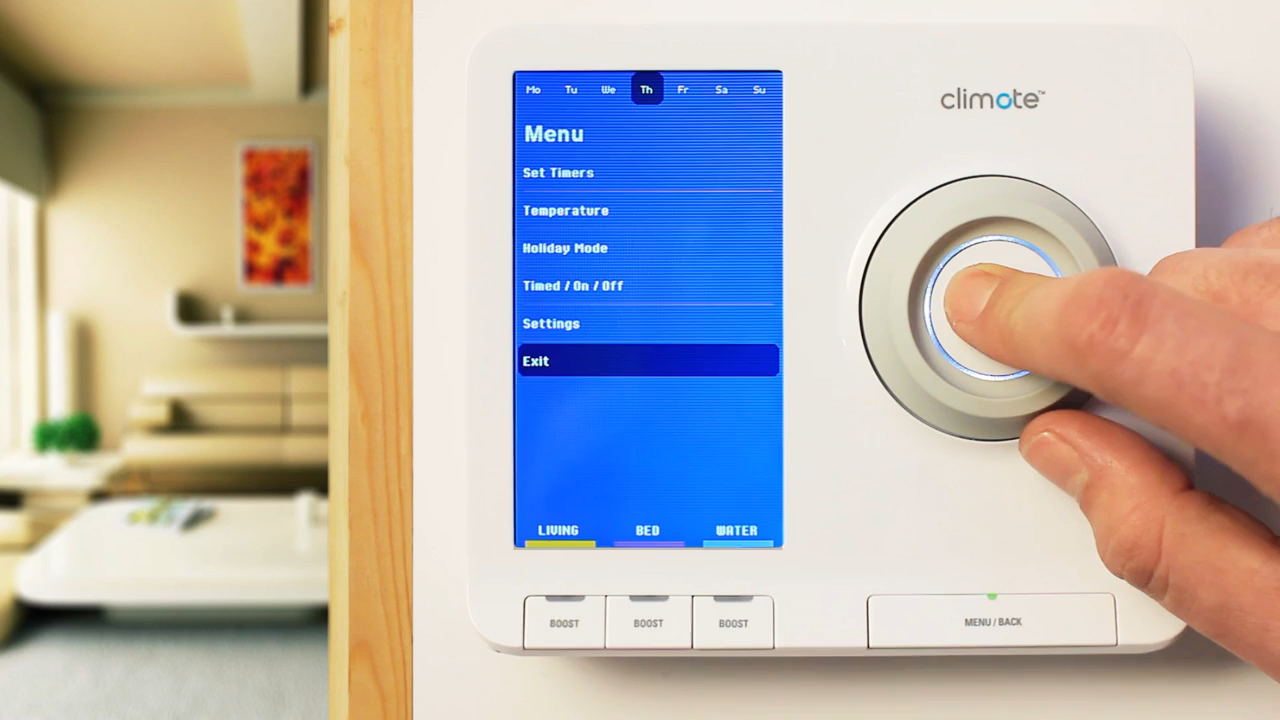 Mo Tu We Th Fr Sa Su
climote™
Menu
Set Timers
Temperature
Holiday Mode
Timed / On / Off
Settings
Exit
LIVING BED WATER
BOOST BOOST BOOST
MENU / BACK